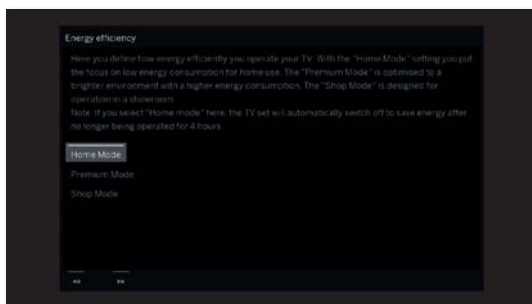 Energy efficiency
Here you define how energy efficiently you operate your TV. With the "Home Mode" setting you put
the focus on low energy consumption for home use. The "Premium Mode" is optimised to a
brighter environment with a higher energy consumption. The "Shop Mode" is designed for
operation in a showroom.
Note: If you select "Home mode" here, the TV set will automatically switch off to save energy after
no longer being operated for 4 hours.
Home Mode
Premium Mode
Shop Mode